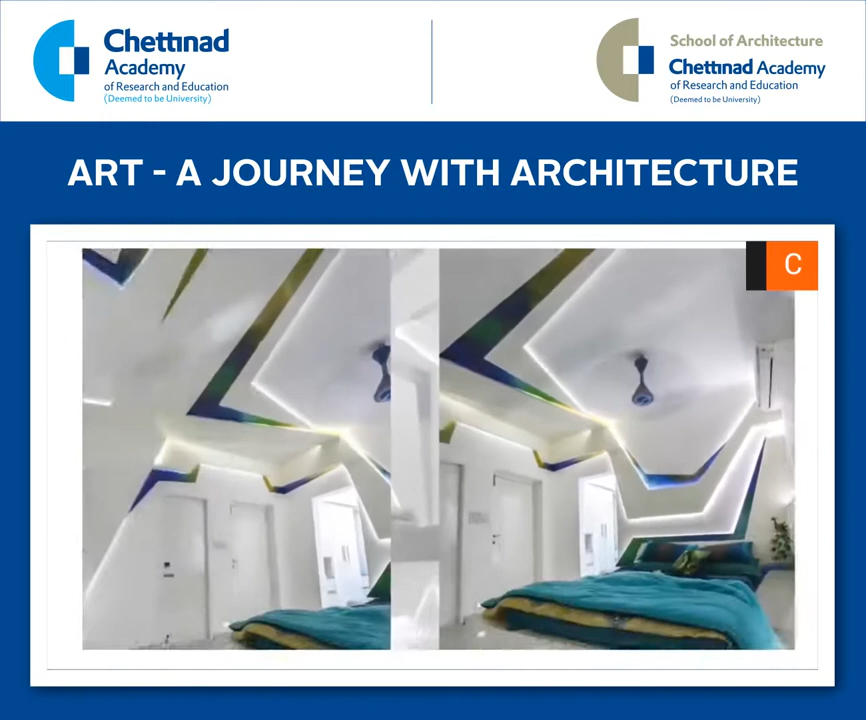 Chettinad
Academy
of Research and Education
(Deemed to be University)
School of Architecture
Chettinad Academy
of Research and Education
(Deemed to be University)
ART - A JOURNEY WITH ARCHITECTURE
C